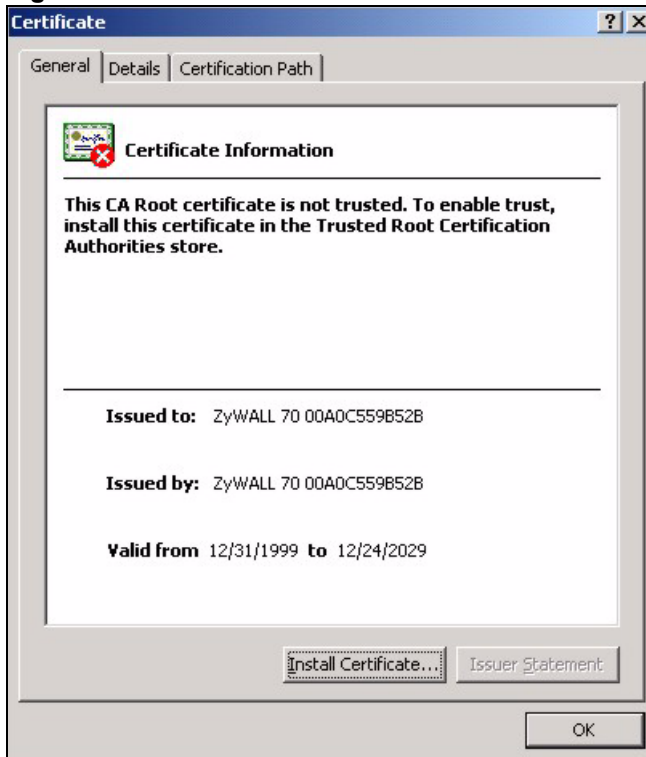 Certificate
General Details Certification Path
Certificate Information
This CA Root certificate is not trusted. To enable trust,
install this certificate in the Trusted Root Certification
Authorities store.
Issued to: ZyWALL 70 00A0C559B52B
Issued by: ZyWALL 70 00A0C559B52B
Valid from 12/31/1999 to 12/24/2029
Install Certificate... Issuer Statement
OK